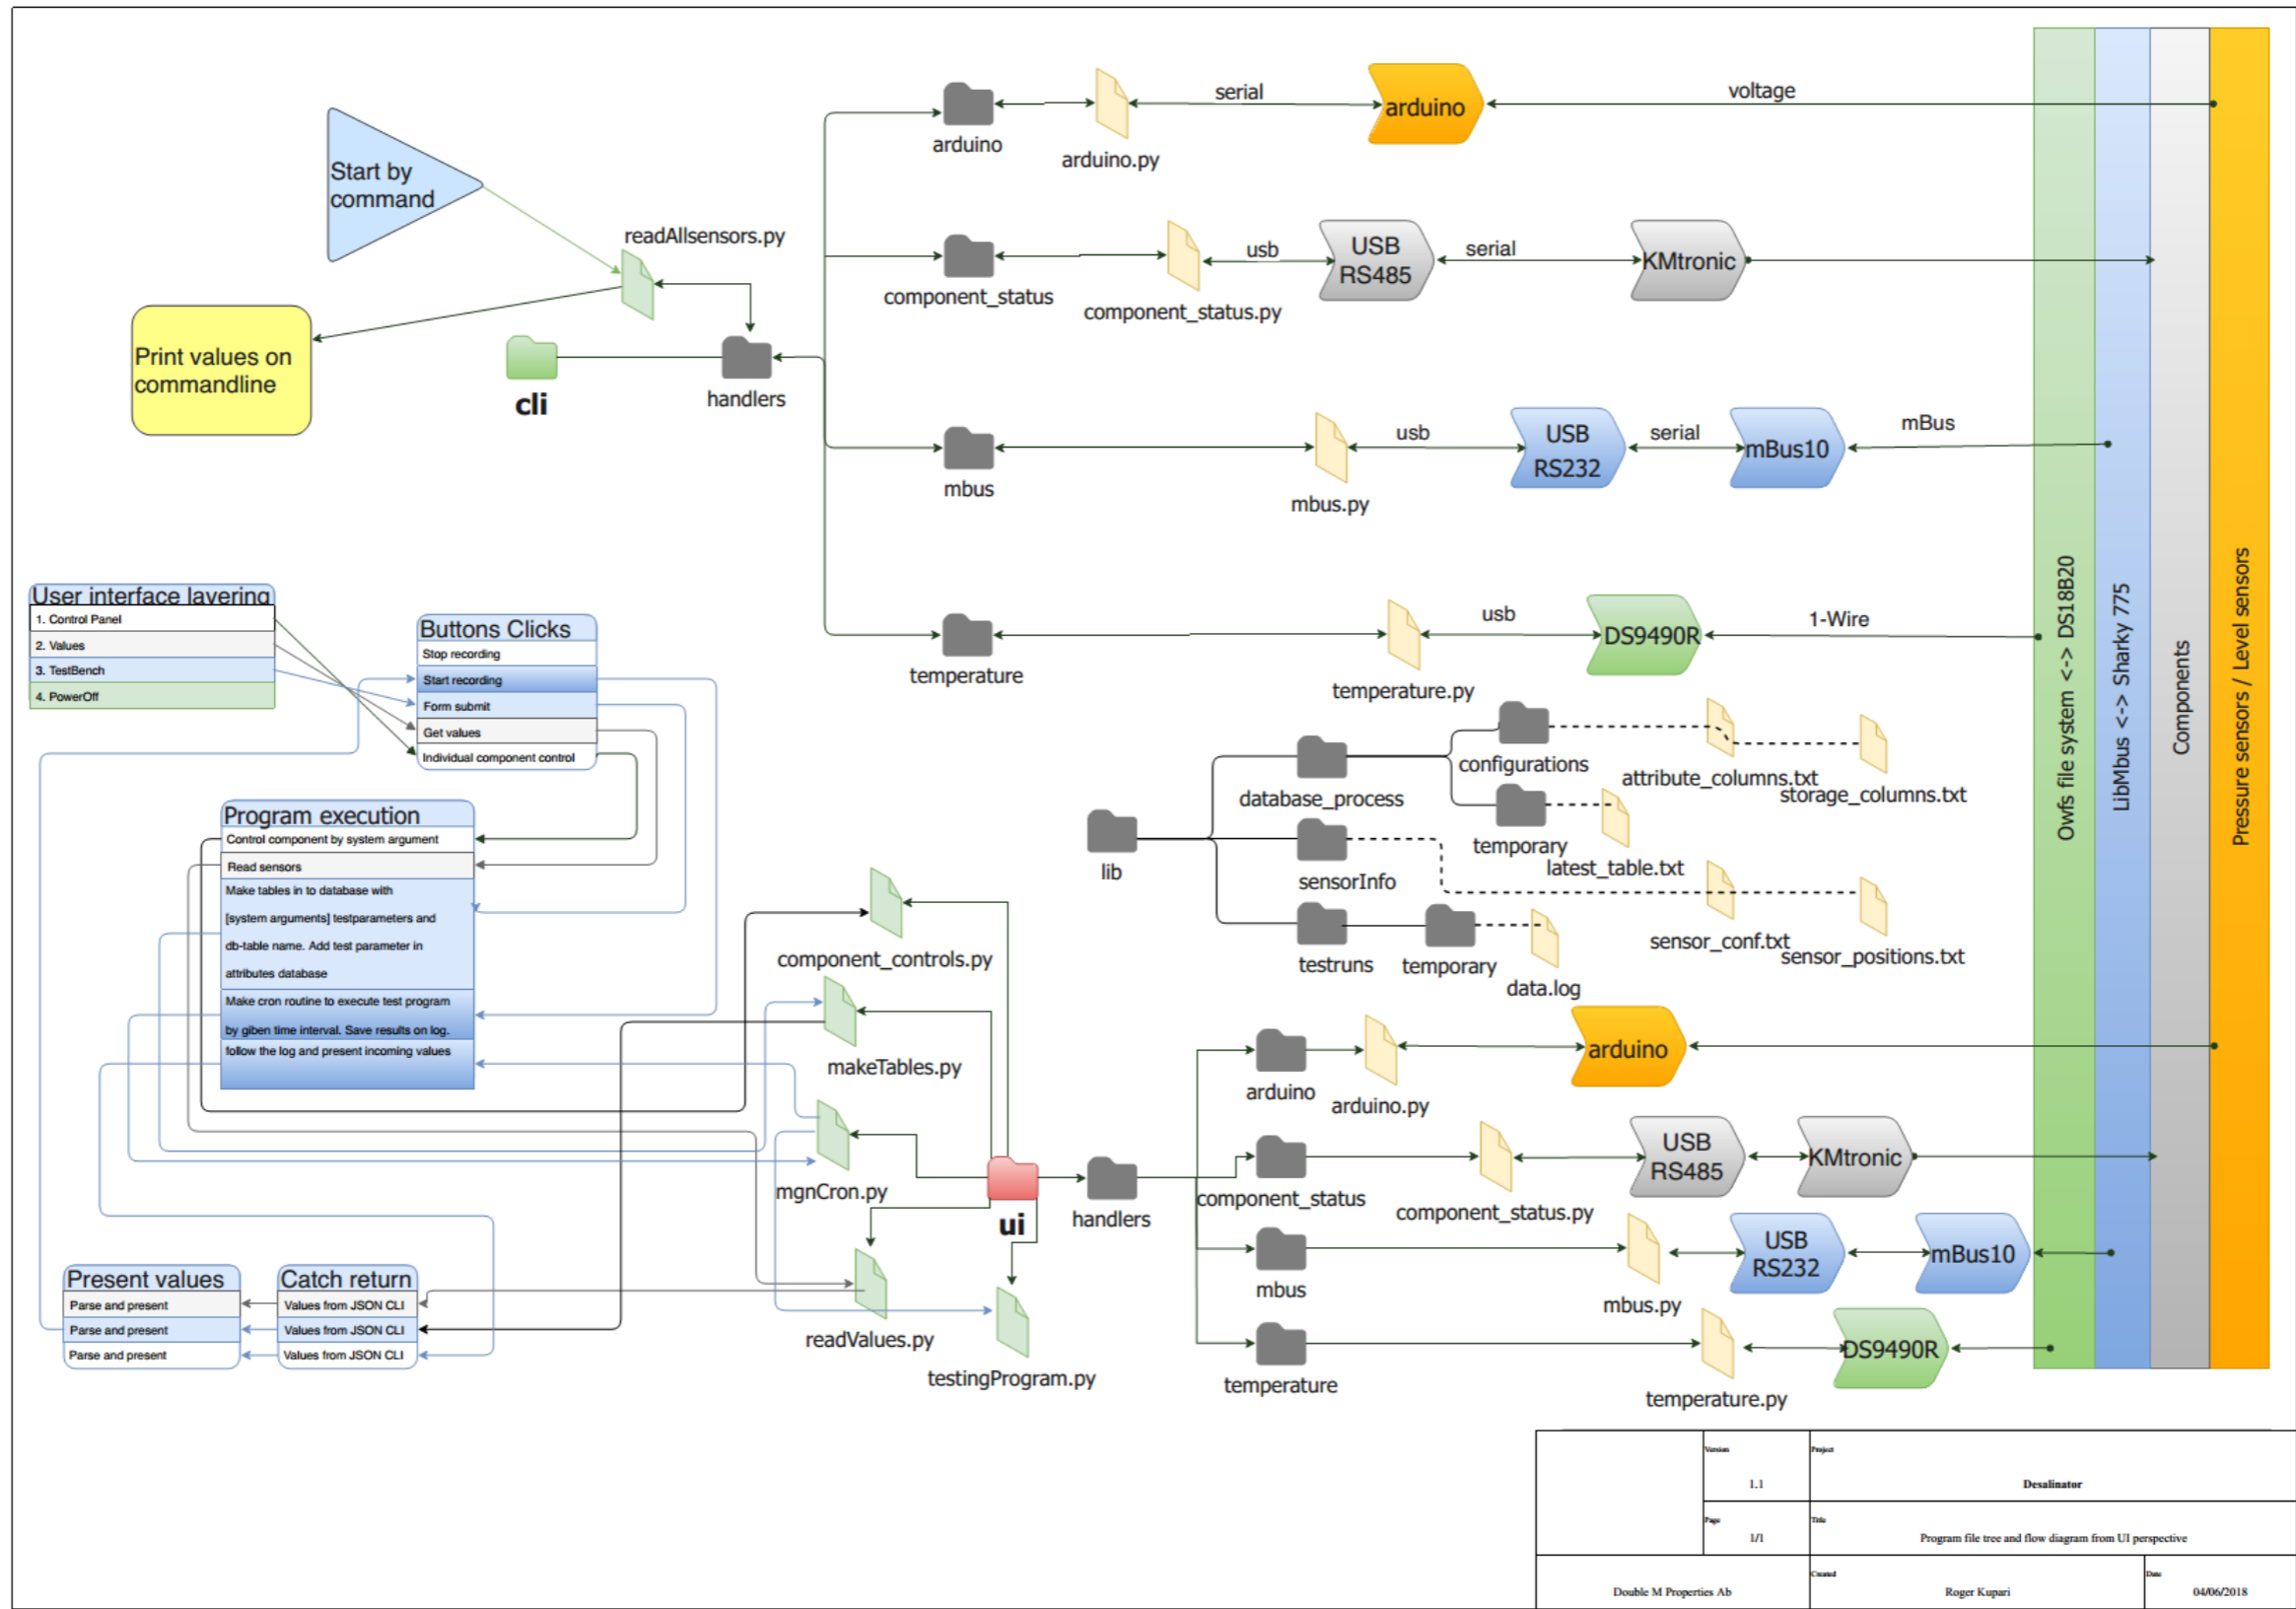 arduino
arduino.py
serial
arduino
voltage
Start by
command
readAllsensors.py
component_status
component_status.py
usb
USB
RS485
serial
KMtronic
Print values on
commandline
cli
handlers
mbus
mbus.py
usb
USB
RS232
serial
mBus10
mBus
temperature
temperature.py
usb
DS9490R
1-Wire
Owfs file system <-> DS18B20
LibMbus <-> Sharky 775
Components
Pressure sensors / Level sensors
User interface layering
1. Control Panel
2. Values
3. TestBench
4. PowerOff
Buttons Clicks
Stop recording
Start recording
Form submit
Get values
Individual component control
Program execution
Control component by system argument
Read sensors
Make tables in to database with
[system arguments] testparameters and
db-table name. Add test parameter in
attributes database
Make cron routine to execute test program
by giben time interval. Save results on log.
follow the log and present incoming values
lib
database_process
configurations
attribute_columns.txt
storage_columns.txt
temporary
latest_table.txt
sensorInfo
sensor_conf.txt
sensor_positions.txt
testruns
temporary
data.log
component_controls.py
makeTables.py
mgnCron.py
readValues.py
testingProgram.py
ui
handlers
arduino
arduino.py
arduino
component_status
component_status.py
USB
RS485
KMtronic
mbus
mbus.py
USB
RS232
mBus10
temperature
temperature.py
DS9490R
Present values
Parse and present
Parse and present
Parse and present
Catch return
Values from JSON CLI
Values from JSON CLI
Values from JSON CLI
Version
1.1
Project
Desalinator
Page
1/1
Title
Program file tree and flow diagram from UI perspective
Double M Properties Ab
Created
Roger Kupari
Date
04/06/2018